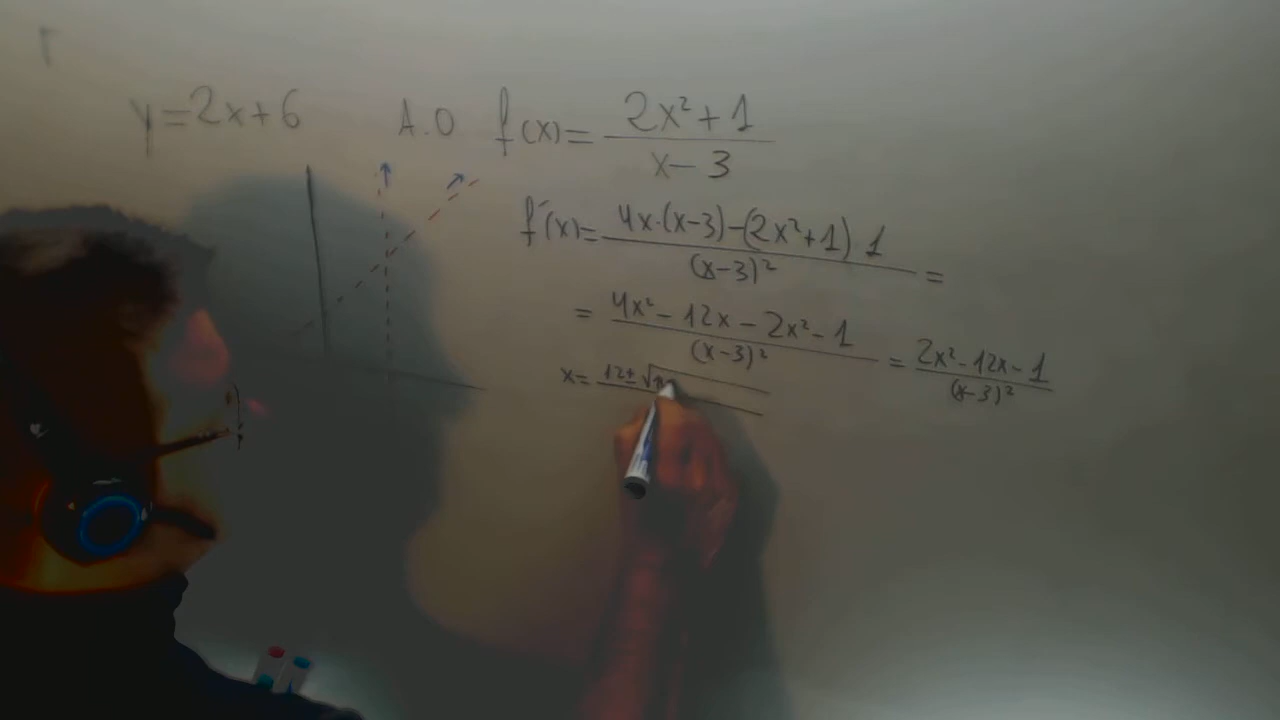 y=2x+6 A.O f(x)= 2x²+1 / x-3
f'(x)= 4x·(x-3)-(2x²+1) 1 / (x-3)² =
= 4x²-12x-2x²-1 / (x-3)² = 2x²-12x-1 / (x-3)²
x= 12±√